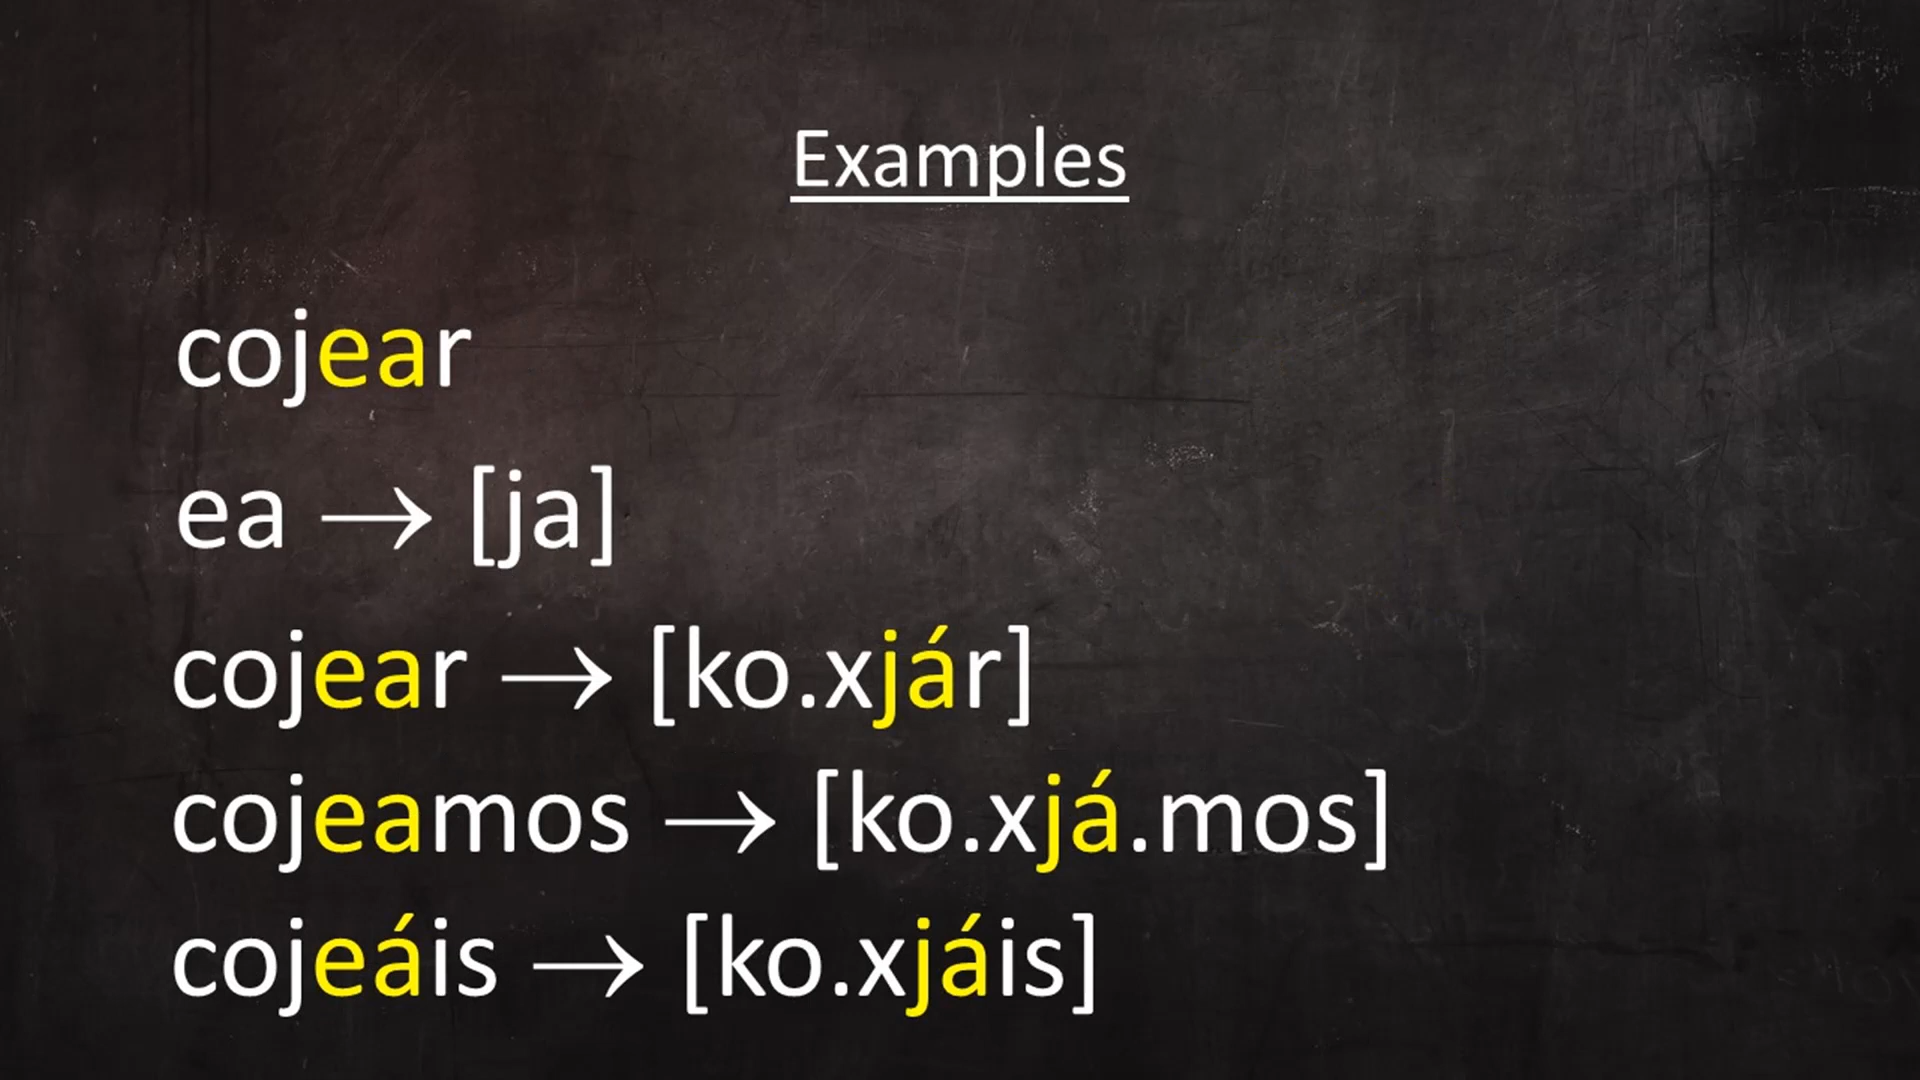 Examples
cojear
ea → [ja]
cojear → [ko.xjár]
cojeamos → [ko.xjá.mos]
cojeáis → [ko.xjáis]